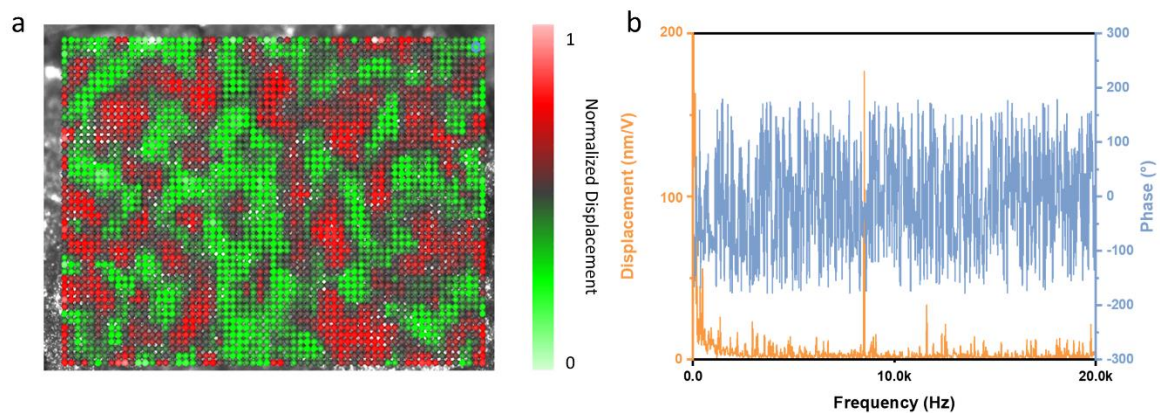 a
1
Normalized Displacement
0
b
200
100
0
Displacement (nm/V)
300
200
100
0
-100
-200
-300
Phase (°)
0.0
10.0k
20.0k
Frequency (Hz)